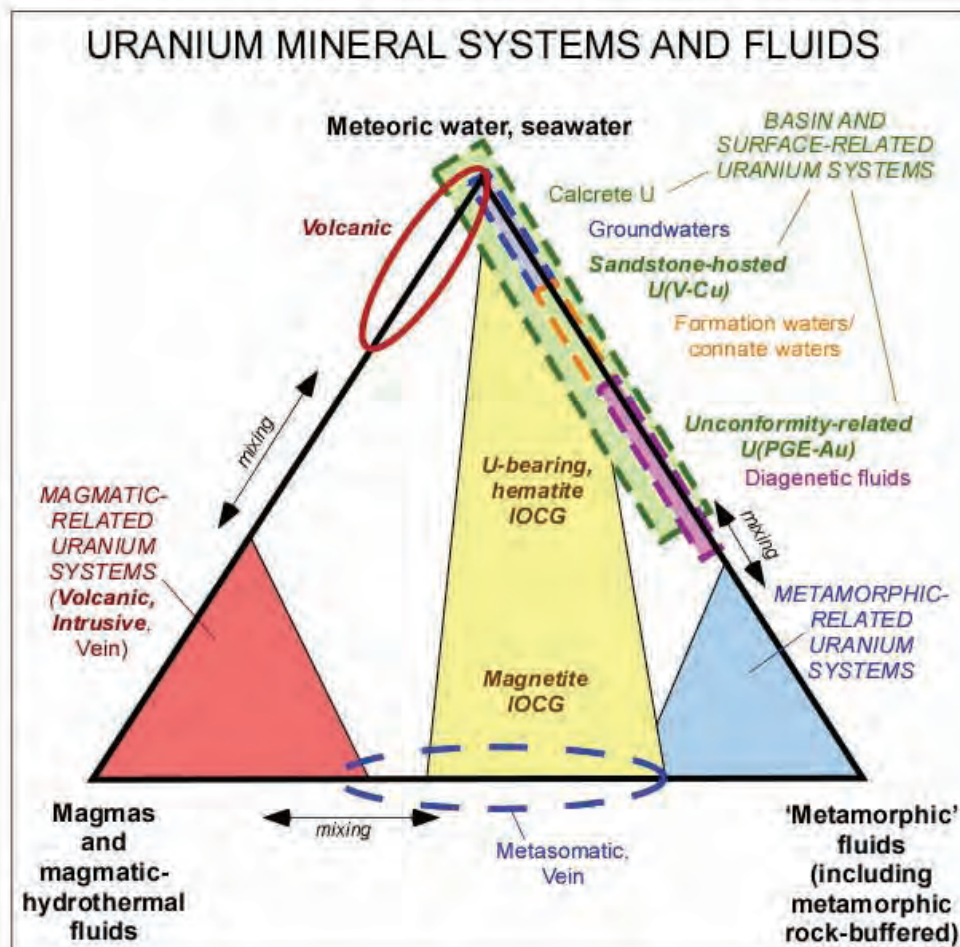 URANIUM MINERAL SYSTEMS AND FLUIDS
Meteoric water, seawater
BASIN AND
SURFACE-RELATED
URANIUM SYSTEMS
Calcrete U
Volcanic
Groundwaters
Sandstone-hosted
U(V-Cu)
Formation waters/
connate waters
mixing
Unconformity-related
U(PGE-Au)
Diagenetic fluids
U-bearing,
hematite
IOCG
MAGMATIC-
RELATED
URANIUM
SYSTEMS
(Volcanic,
Intrusive,
Vein)
mixing
METAMORPHIC-
RELATED
URANIUM
SYSTEMS
Magnetite
IOCG
mixing
Metasomatic,
Vein
Magmas
and
magmatic-
hydrothermal
fluids
‘Metamorphic’
fluids
(including
metamorphic
rock-buffered)